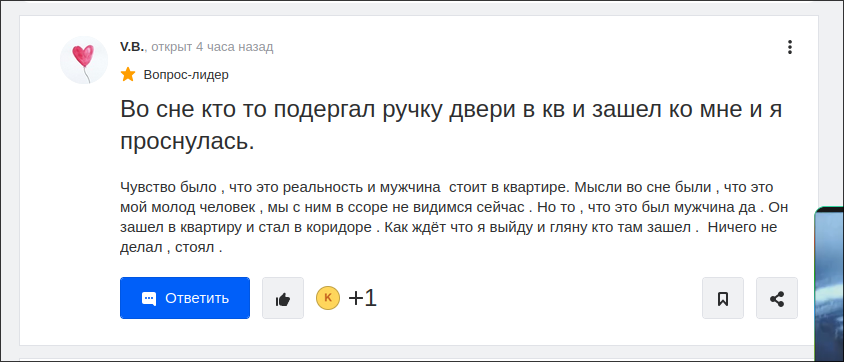 V.B., открыт 4 часа назад
Вопрос-лидер
Во сне кто то подергал ручку двери в кв и зашел ко мне и я
проснулась.
Чувство было , что это реальность и мужчина  стоит в квартире. Мысли во сне были , что это
мой молод человек , мы с ним в ссоре не видимся сейчас . Но то , что это был мужчина да . Он
зашел в квартиру и стал в коридоре . Как ждёт что я выйду и гляну кто там зашел .  Ничего не
делал , стоял .
Ответить
K +1